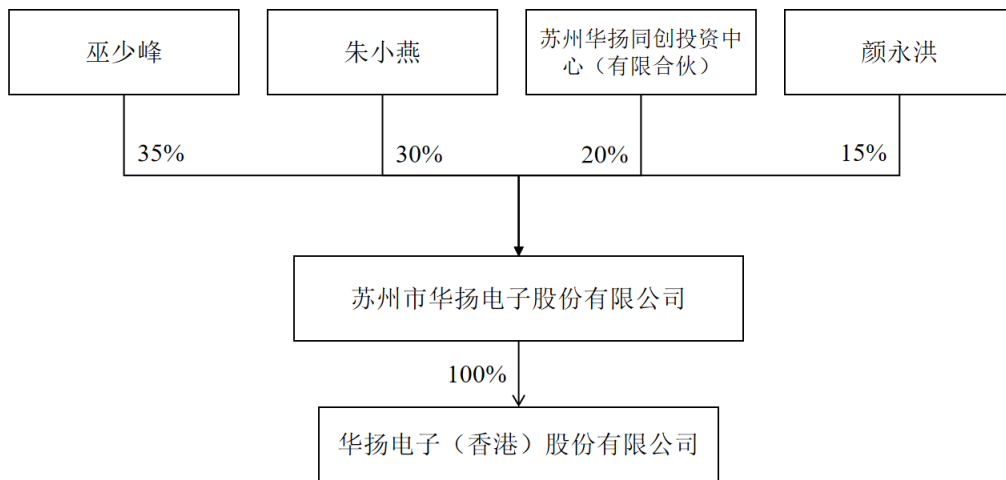 巫少峰
朱小燕
苏州华扬同创投资中
心（有限合伙）
颜永洪
35%
30%
20%
15%
苏州市华扬电子股份有限公司
100%
华扬电子（香港）股份有限公司